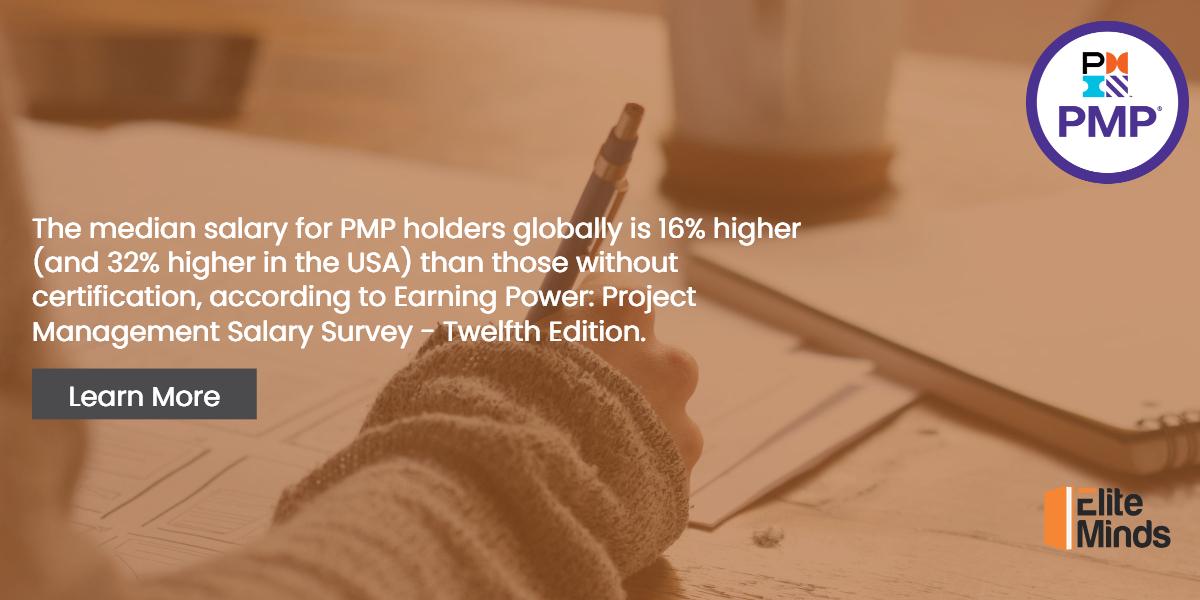 PMP®
The median salary for PMP holders globally is 16% higher
(and 32% higher in the USA) than those without
certification, according to Earning Power: Project
Management Salary Survey - Twelfth Edition.
Learn More
Elite
Minds